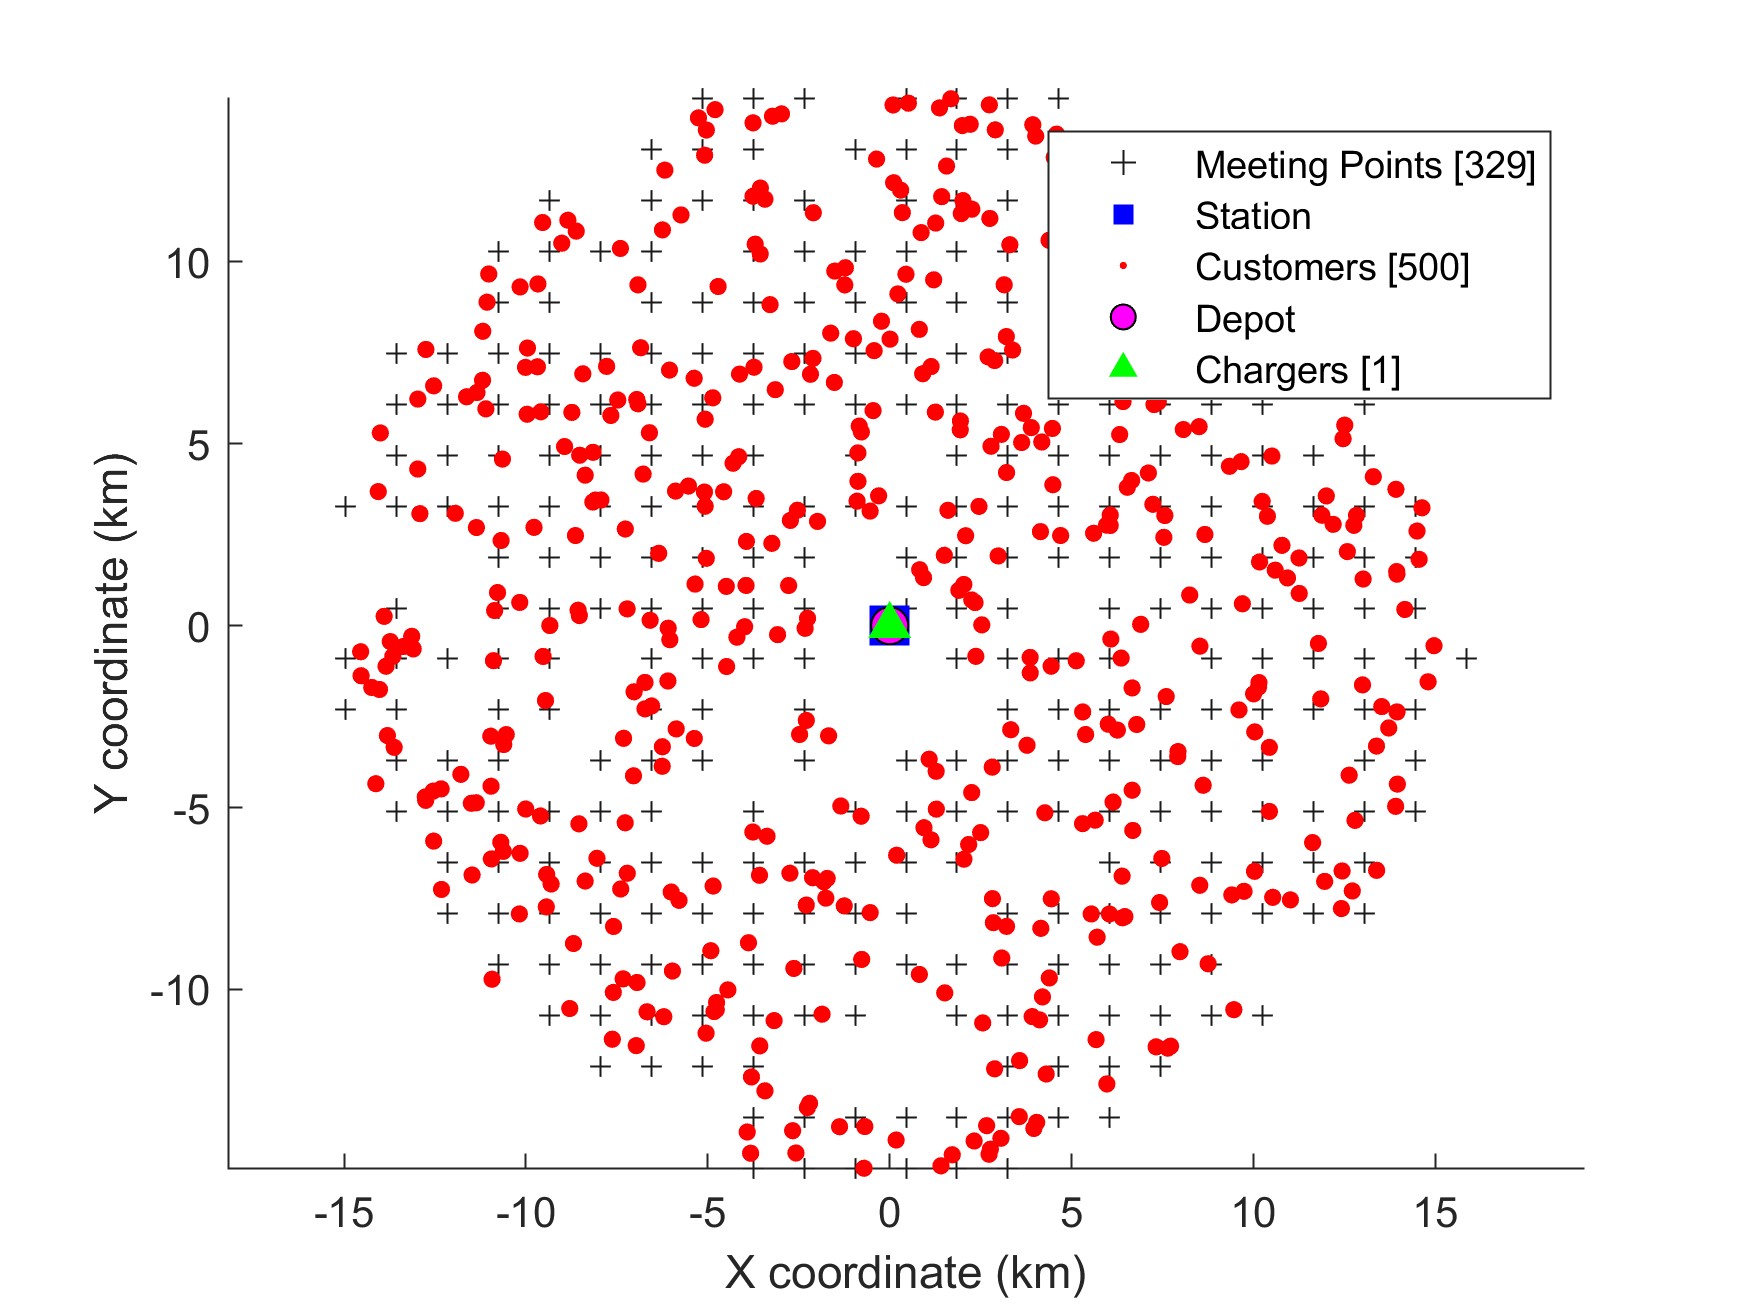 Meeting Points [329]
Station
Customers [500]
Depot
Chargers [1]
10
5
0
-5
-10
Y coordinate (km)
-15 -10 -5 0 5 10 15
X coordinate (km)